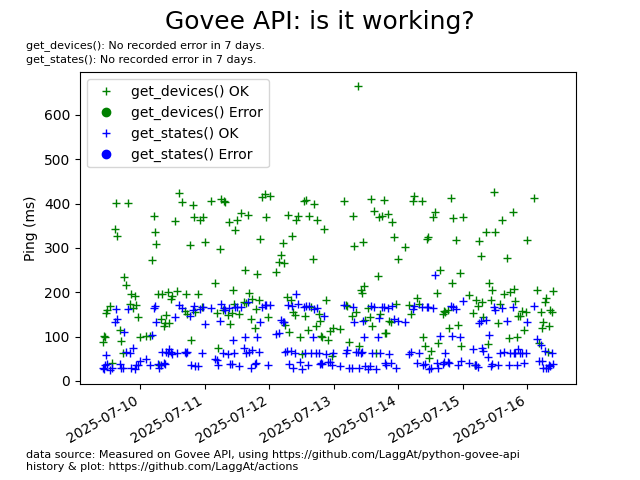 Govee API: is it working?
get_devices(): No recorded error in 7 days.
get_states(): No recorded error in 7 days.
get_devices() OK
get_devices() Error
get_states() OK
get_states() Error
Ping (ms)
600
500
400
300
200
100
0
2025-07-10
2025-07-11
2025-07-12
2025-07-13
2025-07-14
2025-07-15
2025-07-16
data source: Measured on Govee API, using https://github.com/LaggAt/python-govee-api
history & plot: https://github.com/LaggAt/actions